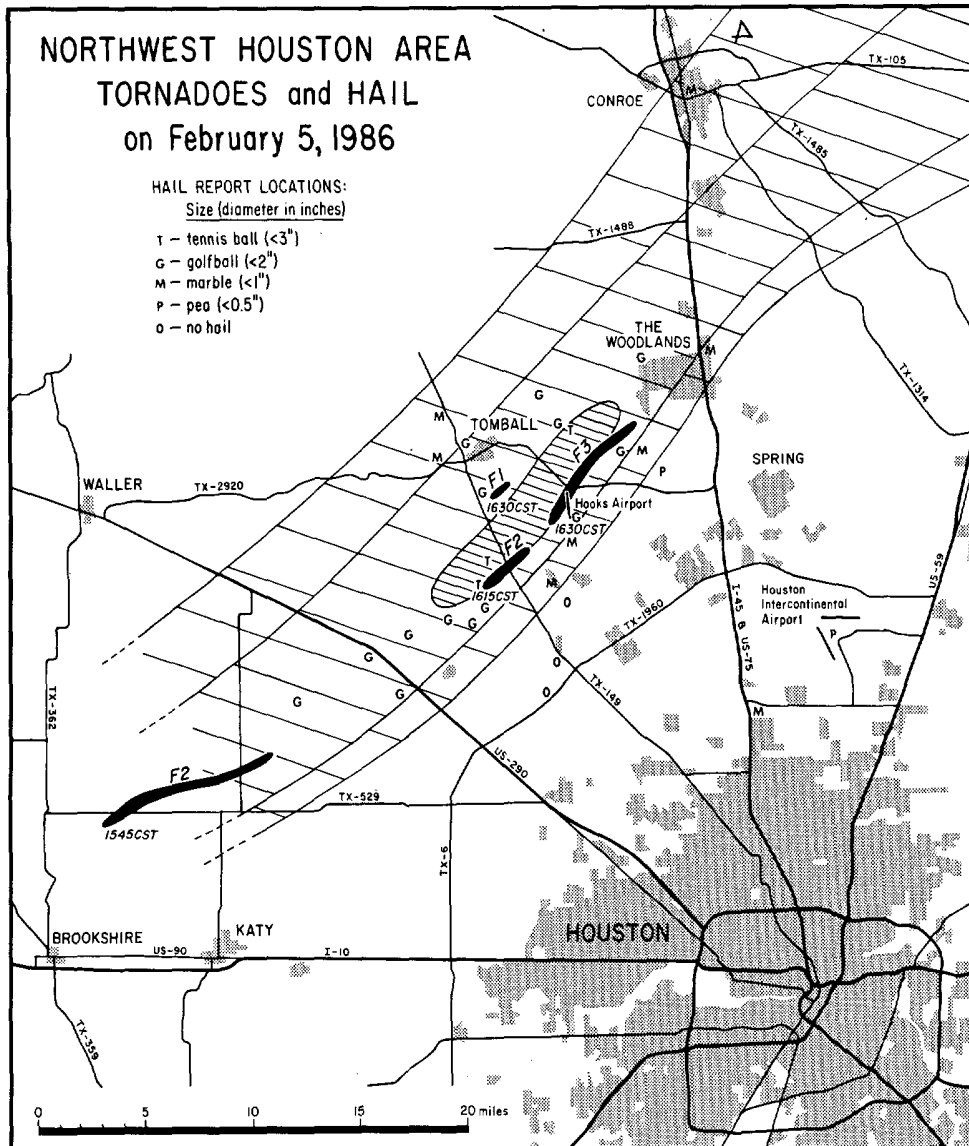 NORTHWEST HOUSTON AREA
TORNADOES and HAIL
on February 5, 1986
HAIL REPORT LOCATIONS:
Size (diameter in inches)
T – tennis ball (<3")
G – golfball (<2")
M – marble (<1")
P – pea (<0.5")
O – no hail
CONROE
M
TX-105
TX-1485
TX-1488
THE
WOODLANDS
G
M
TX-1314
G
M
TOMBALL
G
T
G
F3
G
M
M
P
SPRING
WALLER
TX-2920
F1
G
1630CST
Hooks Airport
G
1630CST
M
F2
T
T
1615CST
M
G
O
G
G
G
TX-1960
I-45 & US-75
US-59
Houston
Intercontinental
Airport
P
G
O
G
G
O
TX-149
M
TX-362
US-290
F2
1545CST
TX-529
TX-6
BROOKSHIRE
US-90
KATY
I-10
HOUSTON
TX-359
0 5 10 20 miles